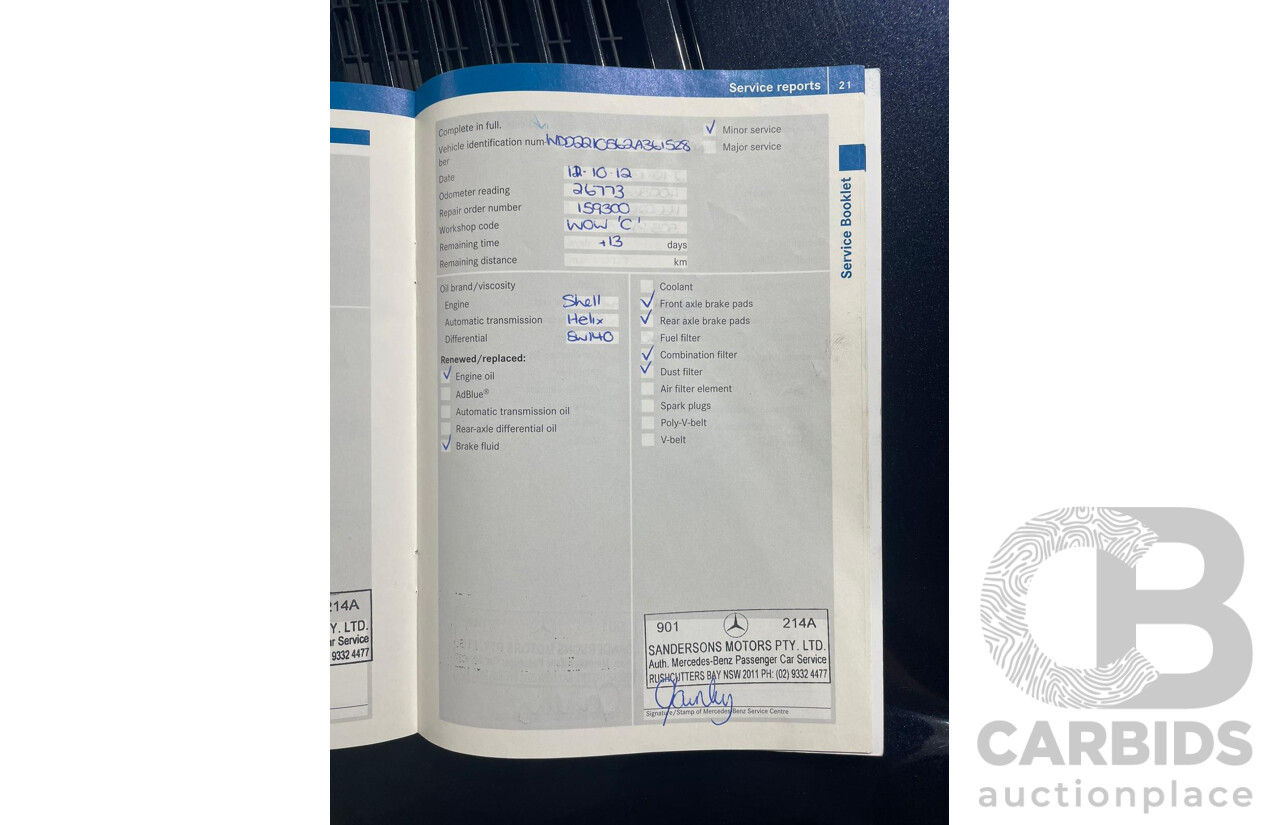 Service reports 21
Complete in full.
Vehicle identification num-
ber
WDD2210562A361528
Minor service
Major service
Date 12-10-12
Odometer reading 26773
Repair order number 159300
Workshop code WOW 'C'
Remaining time +13 days
Remaining distance km
Service Booklet
Oil brand/viscosity
Engine Shell
Automatic transmission Helix
Differential 5W140
Renewed/replaced:
Engine oil
AdBlue®
Automatic transmission oil
Rear-axle differential oil
Brake fluid
Coolant
Front axle brake pads
Rear axle brake pads
Fuel filter
Combination filter
Dust filter
Air filter element
Spark plugs
Poly-V-belt
V-belt
214A
Y. LTD.
r Service
9332 4477
901 214A
SANDERSONS MOTORS PTY. LTD.
Auth. Mercedes-Benz Passenger Car Service
RUSHCUTTERS BAY NSW 2011 PH: (02) 9332 4477
Signature/Stamp of Mercedes-Benz Service Centre
CB
CARBIDS
auctionplace